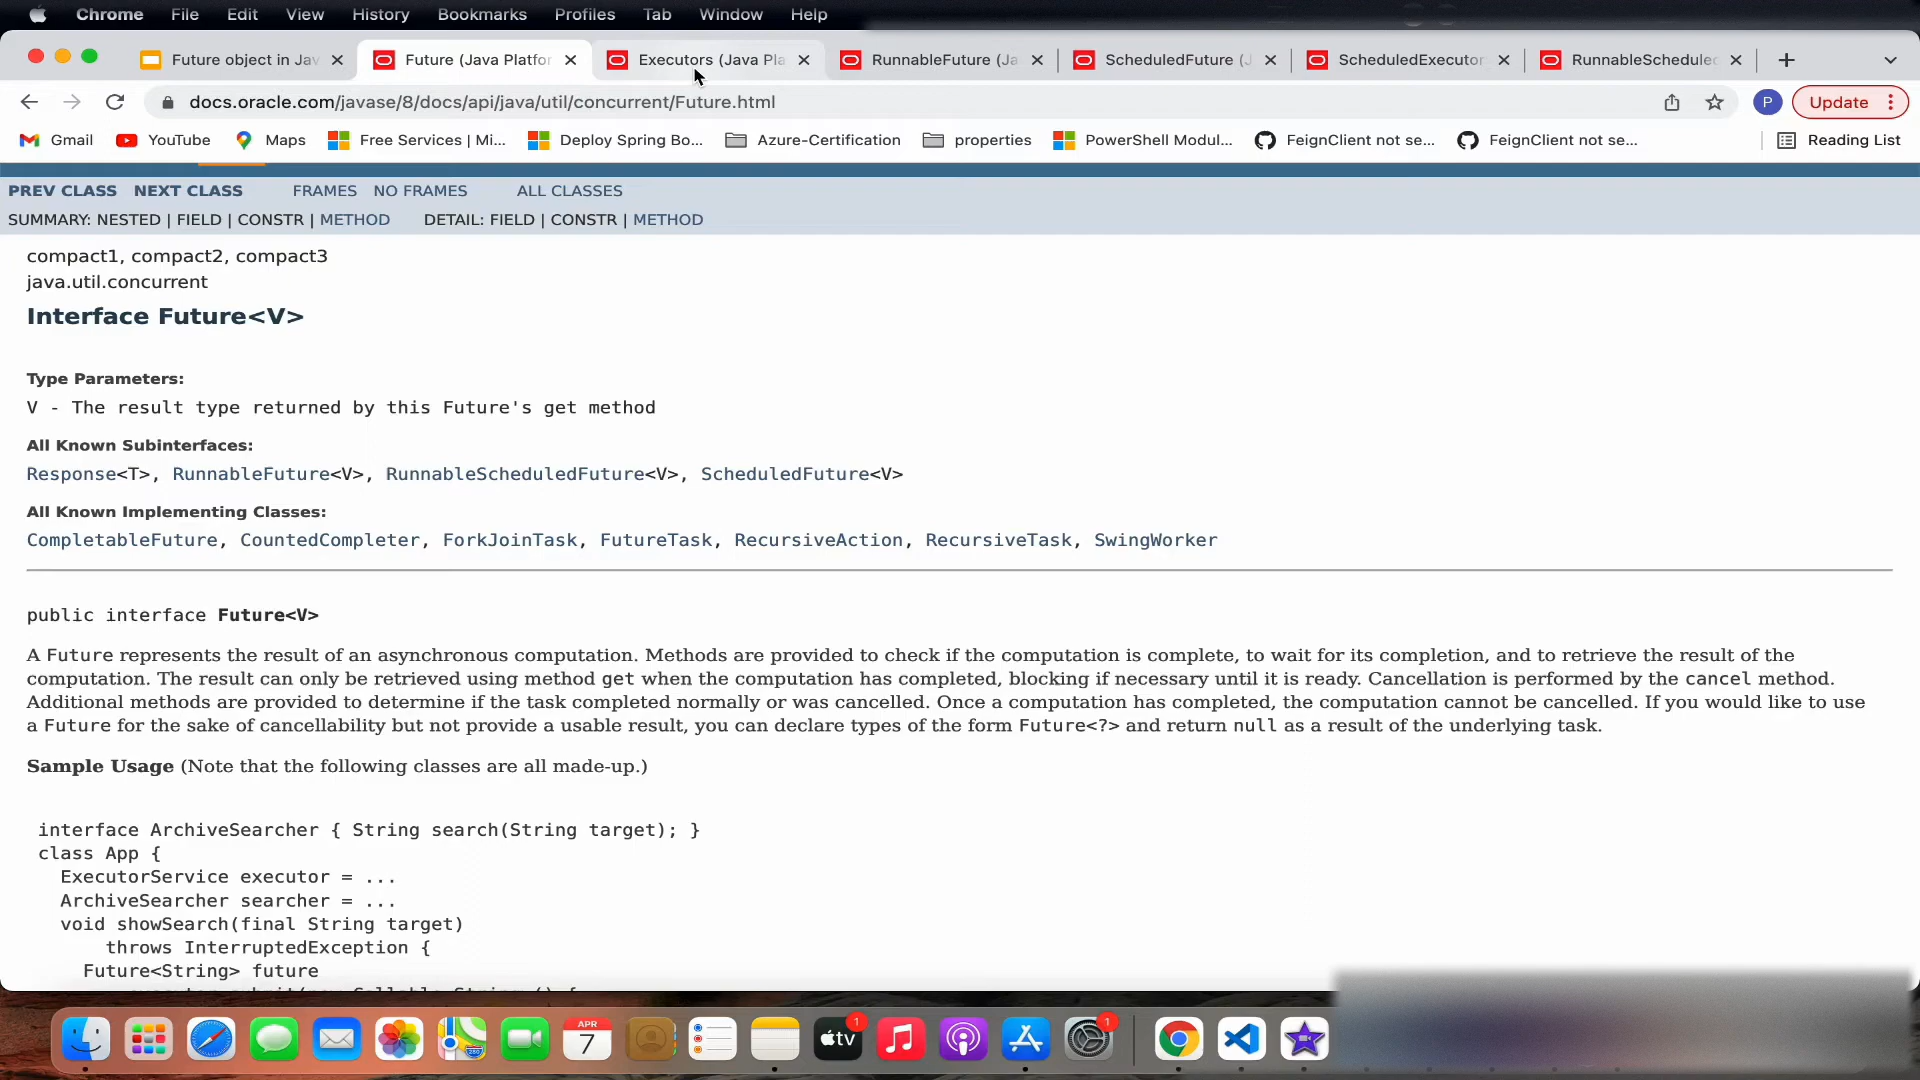 Chrome File Edit View History Bookmarks Profiles Tab Window Help
Future object in Jav Future (Java Platfor Executors (Java Pla RunnableFuture (Ja ScheduledFuture (J ScheduledExecutor RunnableSchedule
docs.oracle.com/javase/8/docs/api/java/util/concurrent/Future.html P Update
Gmail YouTube Maps Free Services | Mi... Deploy Spring Bo... Azure-Certification properties PowerShell Modul... FeignClient not se... FeignClient not se... Reading List
PREV CLASS NEXT CLASS FRAMES NO FRAMES ALL CLASSES
SUMMARY: NESTED | FIELD | CONSTR | METHOD DETAIL: FIELD | CONSTR | METHOD
compact1, compact2, compact3
java.util.concurrent
Interface Future<V>
Type Parameters:
V - The result type returned by this Future's get method
All Known Subinterfaces:
Response<T>, RunnableFuture<V>, RunnableScheduledFuture<V>, ScheduledFuture<V>
All Known Implementing Classes:
CompletableFuture, CountedCompleter, ForkJoinTask, FutureTask, RecursiveAction, RecursiveTask, SwingWorker
public interface Future<V>
A Future represents the result of an asynchronous computation. Methods are provided to check if the computation is complete, to wait for its completion, and to retrieve the result of the
computation. The result can only be retrieved using method get when the computation has completed, blocking if necessary until it is ready. Cancellation is performed by the cancel method.
Additional methods are provided to determine if the task completed normally or was cancelled. Once a computation has completed, the computation cannot be cancelled. If you would like to use
a Future for the sake of cancellability but not provide a usable result, you can declare types of the form Future<?> and return null as a result of the underlying task.
Sample Usage (Note that the following classes are all made-up.)
interface ArchiveSearcher { String search(String target); }
class App {
ExecutorService executor = ...
ArchiveSearcher searcher = ...
void showSearch(final String target)
throws InterruptedException {
Future<String> future
APR
7
tv
1
1